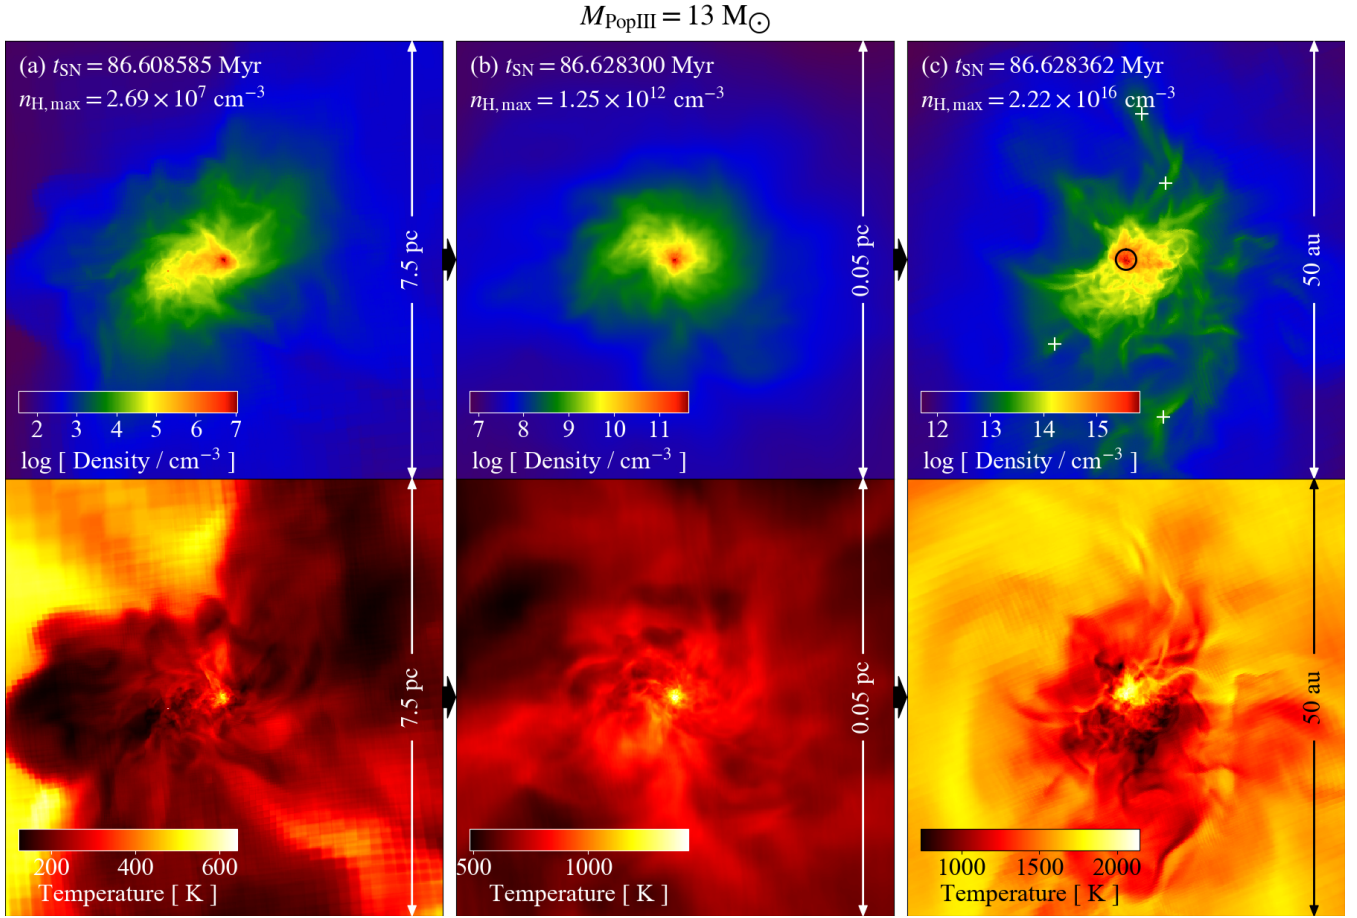 M_PopIII = 13 M_⊙
(a) t_SN = 86.608585 Myr
n_H,max = 2.69 × 10^7 cm^−3
7.5 pc
2 3 4 5 6 7
log [ Density / cm^−3 ]
(b) t_SN = 86.628300 Myr
n_H,max = 1.25 × 10^12 cm^−3
0.05 pc
7 8 9 10 11
log [ Density / cm^−3 ]
(c) t_SN = 86.628362 Myr
n_H,max = 2.22 × 10^16 cm^−3
50 au
12 13 14 15
log [ Density / cm^−3 ]
7.5 pc
200 400 600
Temperature [ K ]
0.05 pc
500 1000
Temperature [ K ]
50 au
1000 1500 2000
Temperature [ K ]